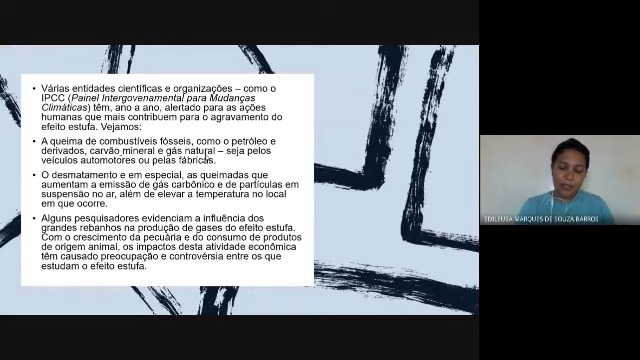 • Várias entidades científicas e organizações – como o
IPCC (Painel Intergovenamental para Mudanças
Climáticas) têm, ano a ano, alertado para as ações
humanas que mais contribuem para o agravamento do
efeito estufa. Vejamos:
• A queima de combustíveis fósseis, como o petróleo e
derivados, carvão mineral e gás natural – seja pelos
veículos automotores ou pelas fábricas.
• O desmatamento e em especial, as queimadas que
aumentam a emissão de gás carbônico e de partículas em
suspensão no ar, além de elevar a temperatura no local
em que ocorre.
• Alguns pesquisadores evidenciam a influência dos
grandes rebanhos na produção de gases do efeito estufa.
Com o crescimento da pecuária e do consumo de produtos
de origem animal, os impactos desta atividade econômica
têm causado preocupação e controvérsia entre os que
estudam o efeito estufa.
EDILEUSA MARQUES DE SOUZA BARROS